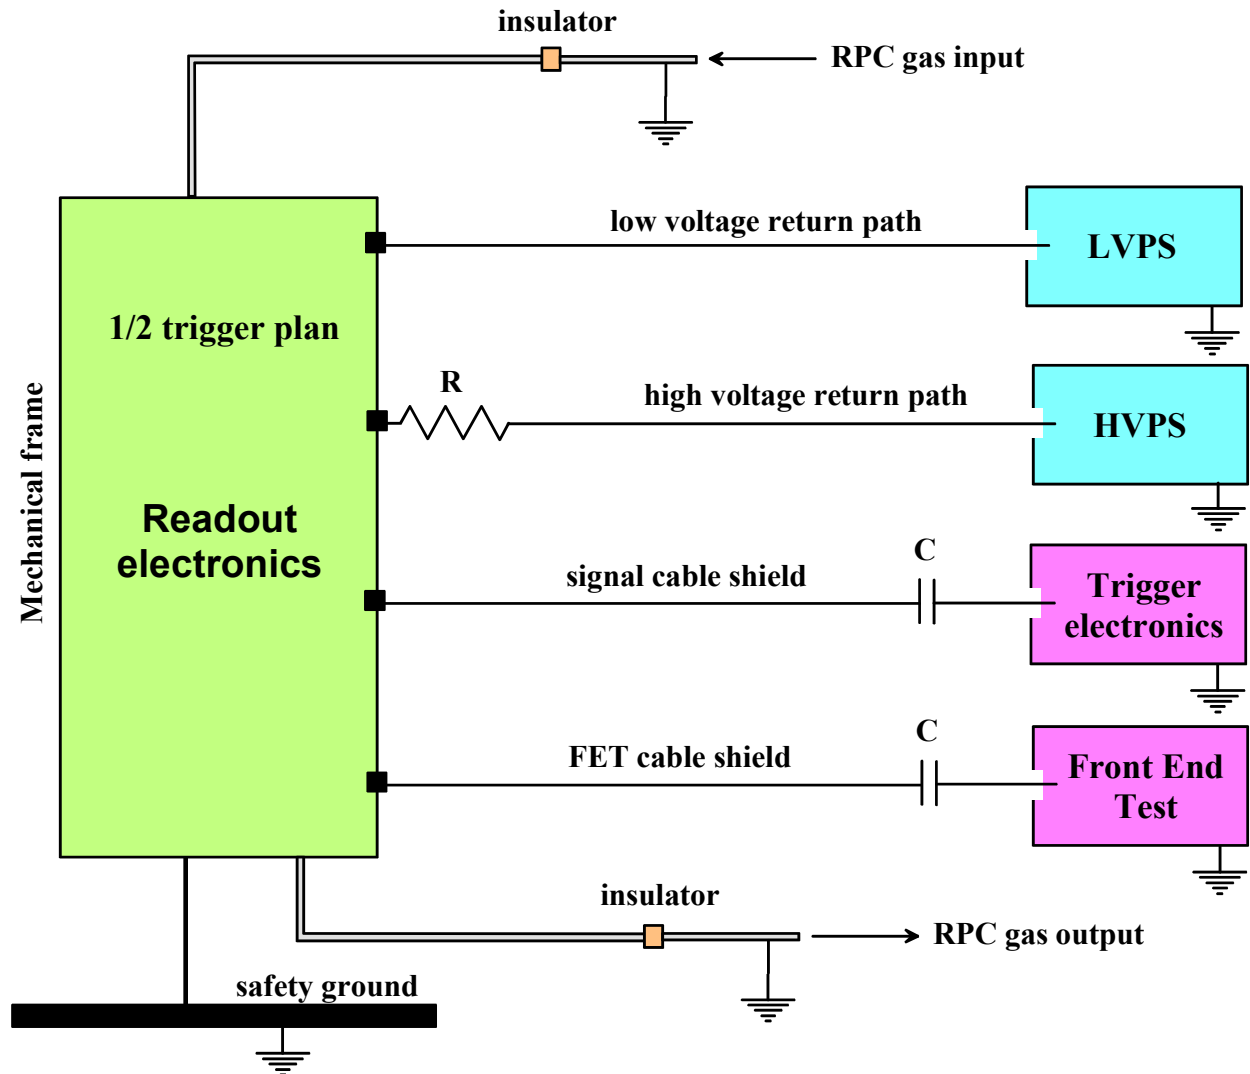 insulator
RPC gas input
low voltage return path
LVPS
1/2 trigger plan
R
high voltage return path
HVPS
Mechanical frame
Readout
electronics
signal cable shield
C
Trigger
electronics
FET cable shield
C
Front End
Test
insulator
RPC gas output
safety ground